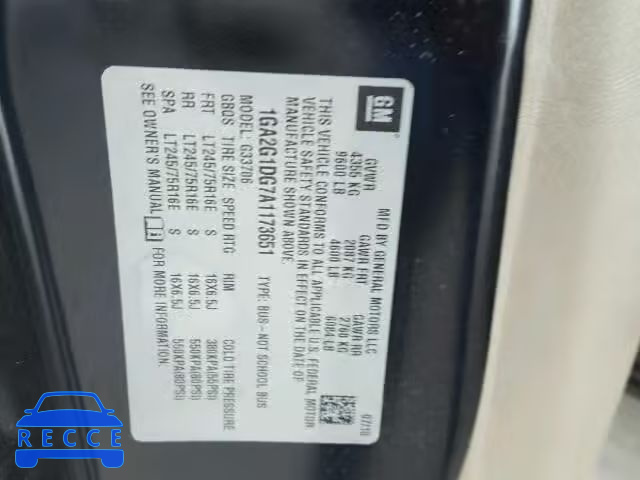 GM
MFD BY GENERAL MOTORS LLC
07/10
GVWR
GAWR FRT
GAWR RR
4355 KG
2087 KG
2760 KG
9600 LB
4600 LB
6084 LB
THIS VEHICLE CONFORMS TO ALL APPLICABLE U.S. FEDERAL MOTOR
VEHICLE SAFETY STANDARDS IN EFFECT ON THE DATE OF
MANUFACTURE SHOWN ABOVE.
1GA2G1DG7A1173651
TYPE: BUS-NOT SCHOOL BUS
MODEL: G33706
TIRE SIZE
SPEED RTG
RIM
COLD TIRE PRESSURE
FRT
LT245/75R16E
S
16X6.5J
380KPA(55PSI)
RR
LT245/75R16E
S
16X6.5J
550KPA(80PSI)
SPA
LT245/75R16E
S
16X6.5J
550KPA(80PSI)
SEE OWNER'S MANUAL
FOR MORE INFORMATION
RECCE